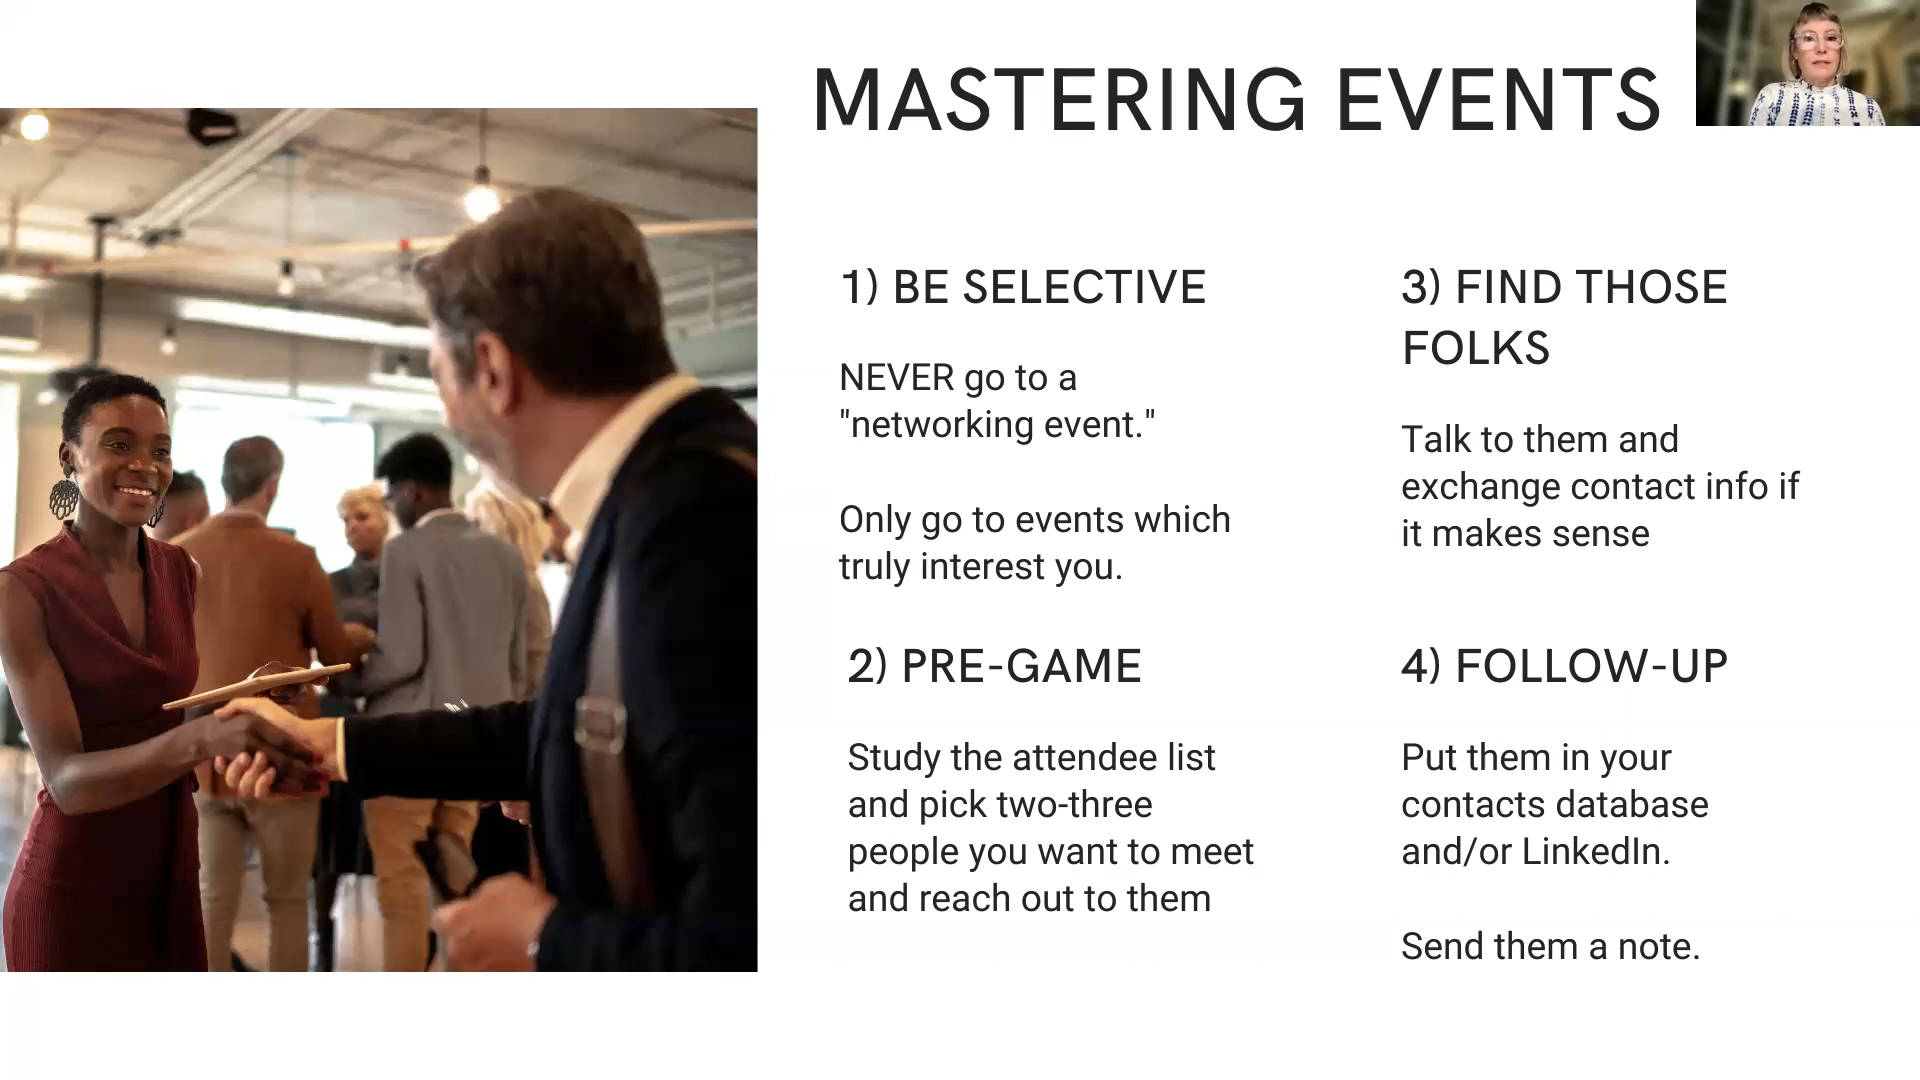 MASTERING EVENTS
1) BE SELECTIVE
NEVER go to a
"networking event."
Only go to events which
truly interest you.
2) PRE-GAME
Study the attendee list
and pick two-three
people you want to meet
and reach out to them
3) FIND THOSE
FOLKS
Talk to them and
exchange contact info if
it makes sense
4) FOLLOW-UP
Put them in your
contacts database
and/or LinkedIn.
Send them a note.